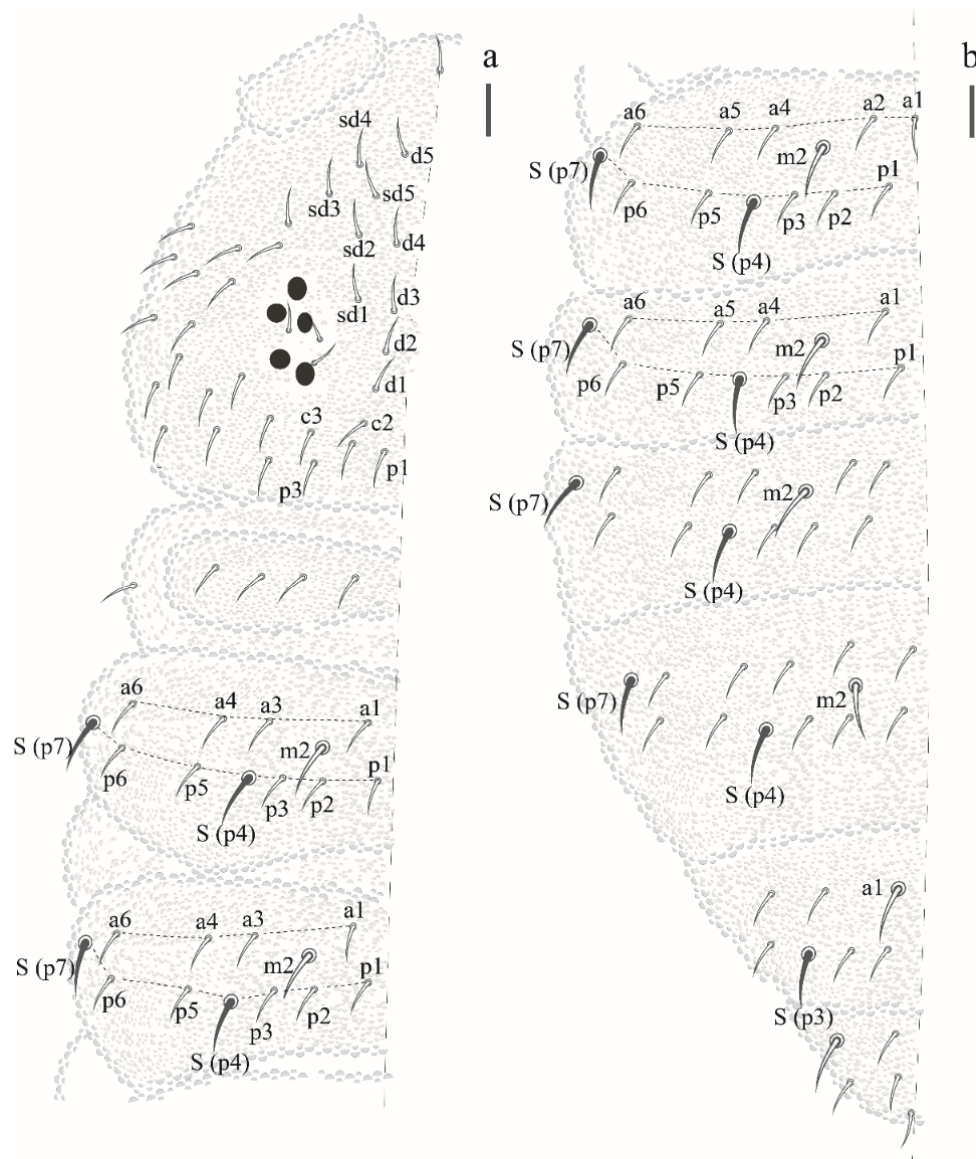 a
sd4
d5
sd3 sd5
sd2 d4
sd1 d3
d2
d1
c3 c2
p3 p1
a6 a4 a3 a1
S (p7) m2
p6 p5 p3 p2 p1
S (p4)
a6 a4 a3 a1
S (p7) m2 p1
p6 p5 p3 p2
S (p4)
b
a6 a5 a4 a2 a1
S (p7) m2 p1
p6 p5 p3 p2
S (p4)
a6 a5 a4 a1
S (p7) m2 p1
p6 p5 p3 p2
S (p4)
S (p7) m2
S (p4)
S (p7) m2
S (p4)
a1
S (p3)